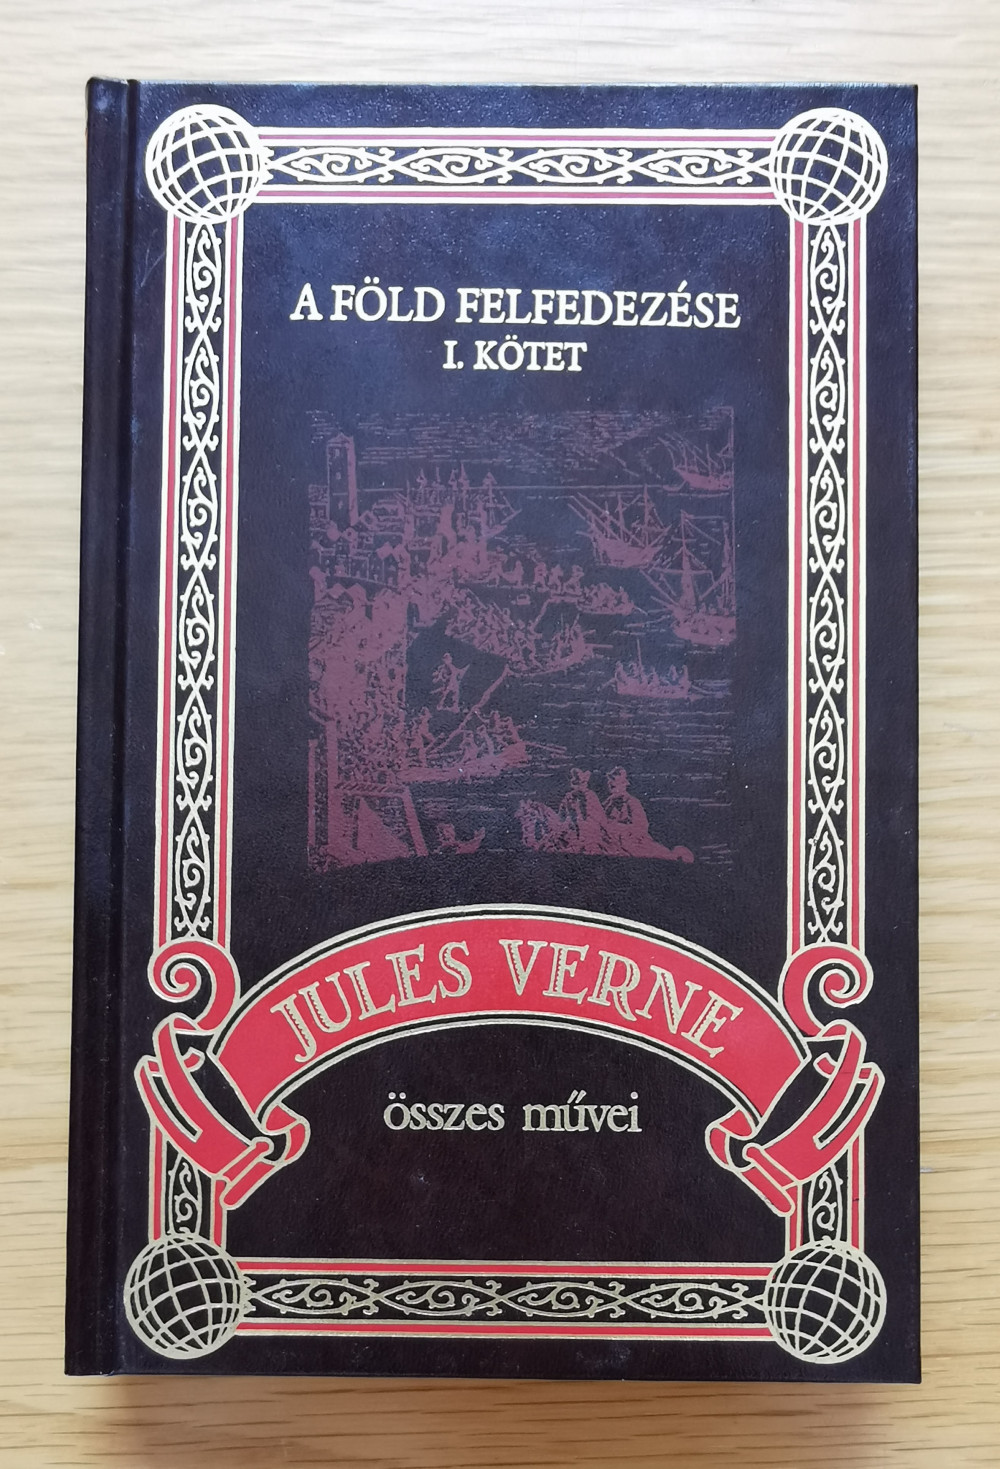 A FÖLD FELFEDEZÉSE
I. KÖTET
JULES VERNE
összes művei